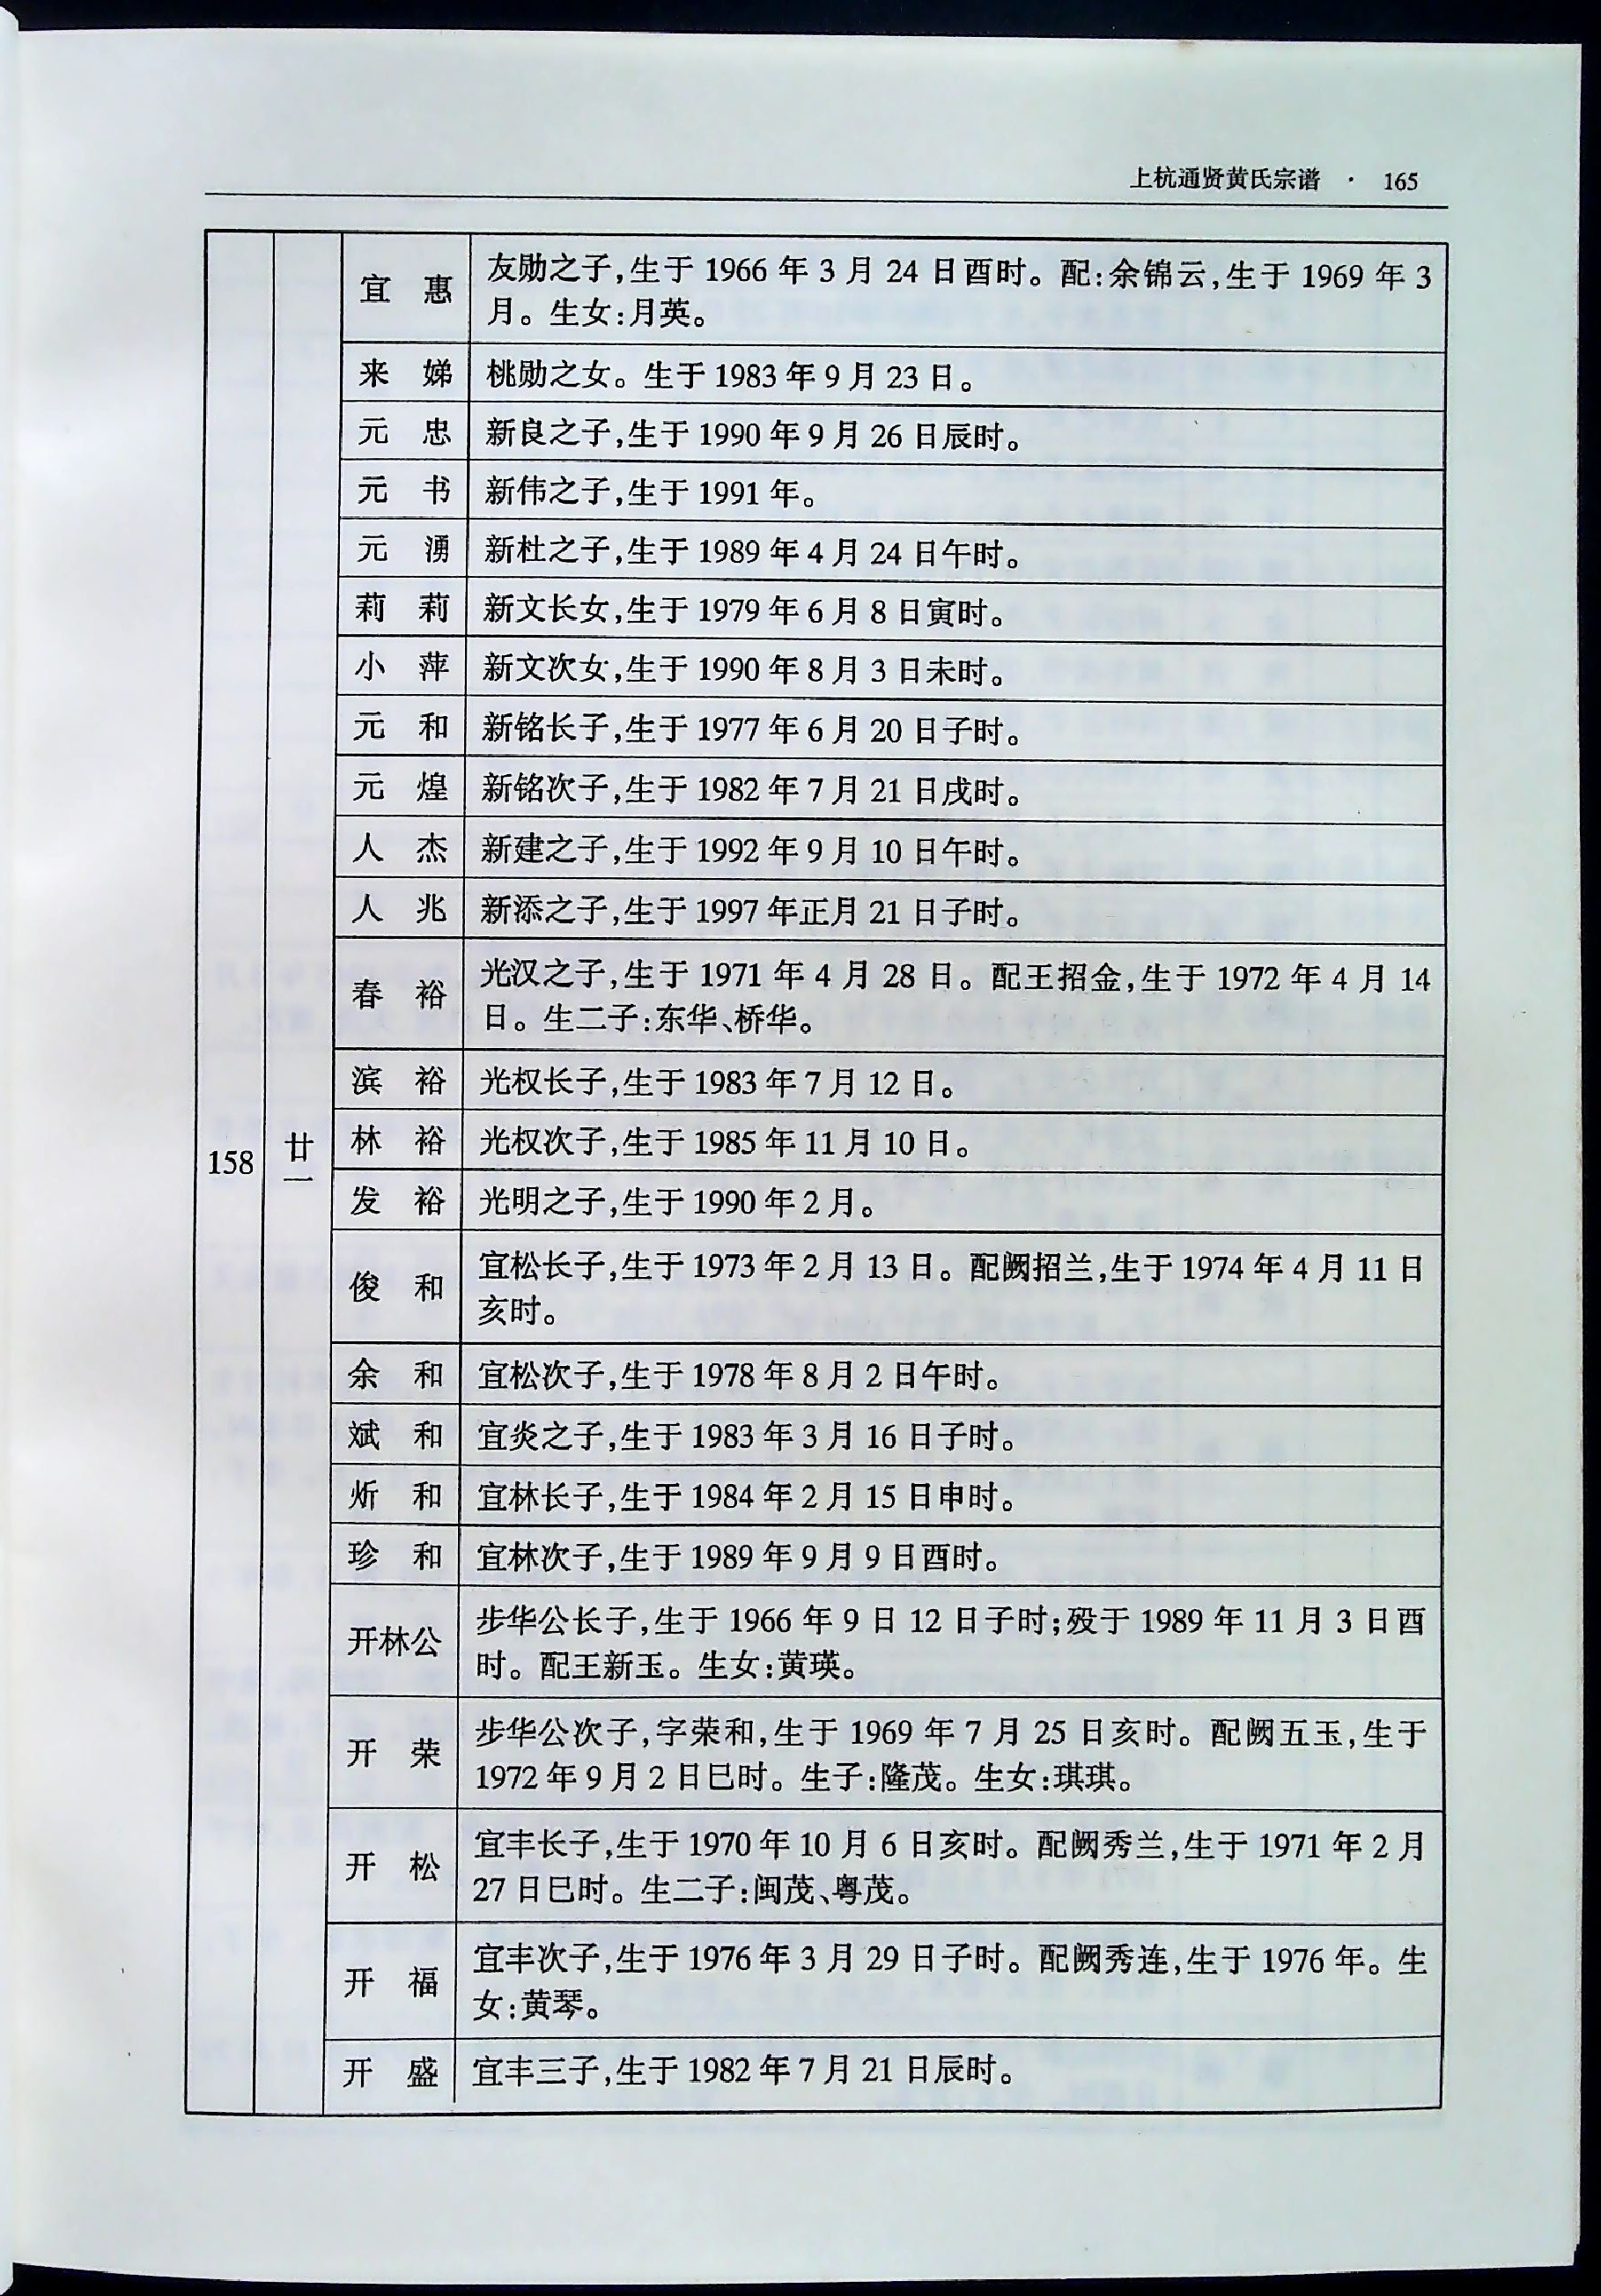 上杭通贤黄氏宗谱 · 165
宜 惠 友勋之子,生于 1966 年 3 月 24 日酉时。配:余锦云,生于 1969 年 3
月。生女:月英。
来 娣 桃勋之女。生于 1983 年 9 月 23 日。
元 忠 新良之子,生于 1990 年 9 月 26 日辰时。
元 书 新伟之子,生于 1991 年。
元 湧 新杜之子,生于 1989 年 4 月 24 日午时。
莉 莉 新文长女,生于 1979 年 6 月 8 日寅时。
小 萍 新文次女,生于 1990 年 8 月 3 日未时。
元 和 新铭长子,生于 1977 年 6 月 20 日子时。
元 煌 新铭次子,生于 1982 年 7 月 21 日戌时。
人 杰 新建之子,生于 1992 年 9 月 10 日午时。
人 兆 新添之子,生于 1997 年正月 21 日子时。
春 裕 光汉之子,生于 1971 年 4 月 28 日。配王招金,生于 1972 年 4 月 14
日。生二子:东华、桥华。
滨 裕 光权长子,生于 1983 年 7 月 12 日。
158 廿一 林 裕 光权次子,生于 1985 年 11 月 10 日。
发 裕 光明之子,生于 1990 年 2 月。
俊 和 宜松长子,生于 1973 年 2 月 13 日。配阙招兰,生于 1974 年 4 月 11 日
亥时。
余 和 宜松次子,生于 1978 年 8 月 2 日午时。
斌 和 宜炎之子,生于 1983 年 3 月 16 日子时。
炘 和 宜林长子,生于 1984 年 2 月 15 日申时。
珍 和 宜林次子,生于 1989 年 9 月 9 日酉时。
开林公 步华公长子,生于 1966 年 9 日 12 日子时;殁于 1989 年 11 月 3 日酉
时。配王新玉。生女:黄瑛。
开 荣 步华公次子,字荣和,生于 1969 年 7 月 25 日亥时。配阙五玉,生于
1972 年 9 月 2 日巳时。生子:隆茂。生女:琪琪。
开 松 宜丰长子,生于 1970 年 10 月 6 日亥时。配阙秀兰,生于 1971 年 2 月
27 日巳时。生二子:闽茂、粤茂。
开 福 宜丰次子,生于 1976 年 3 月 29 日子时。配阙秀连,生于 1976 年。生
女:黄琴。
开 盛 宜丰三子,生于 1982 年 7 月 21 日辰时。